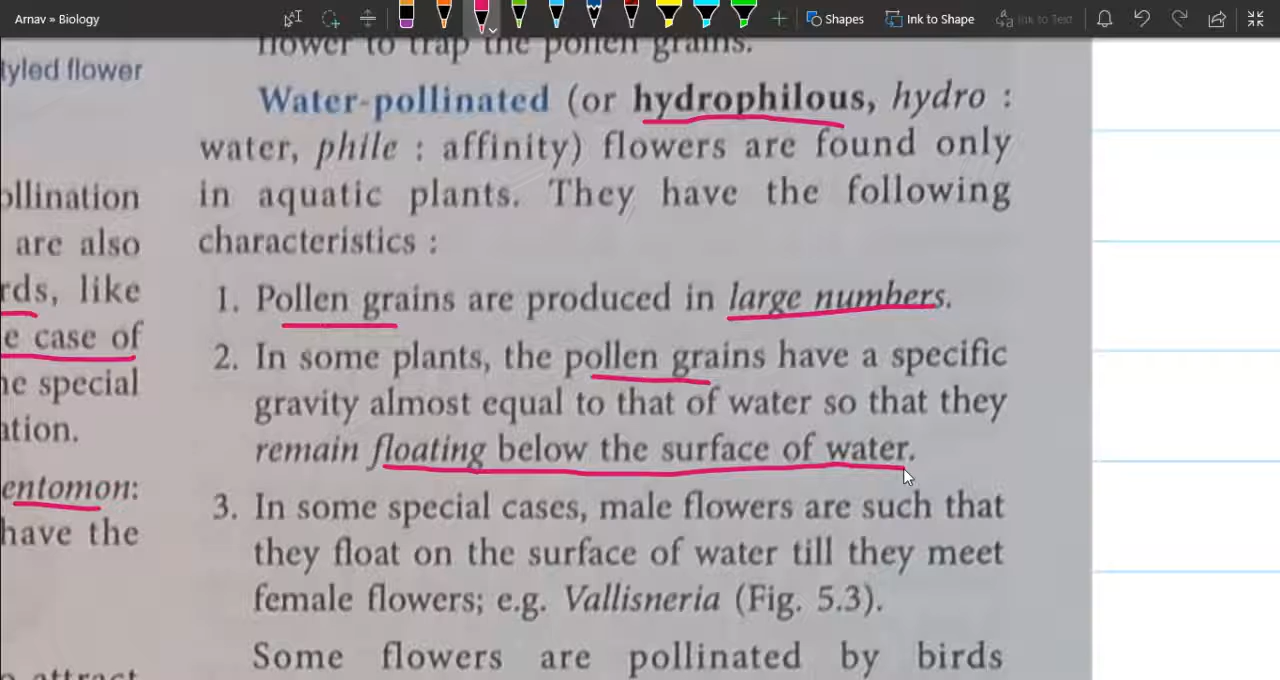 Arnav » Biology
Shapes
Ink to Shape
Ink to Text
flower to trap the pollen grains.
tyled flower
ollination
are also
rds, like
e case of
ne special
ation.
entomon:
have the
attract
Water-pollinated (or hydrophilous, hydro :
water, phile : affinity) flowers are found only
in aquatic plants. They have the following
characteristics :
1. Pollen grains are produced in large numbers.
2. In some plants, the pollen grains have a specific
gravity almost equal to that of water so that they
remain floating below the surface of water.
3. In some special cases, male flowers are such that
they float on the surface of water till they meet
female flowers; e.g. Vallisneria (Fig. 5.3).
Some flowers are pollinated by birds